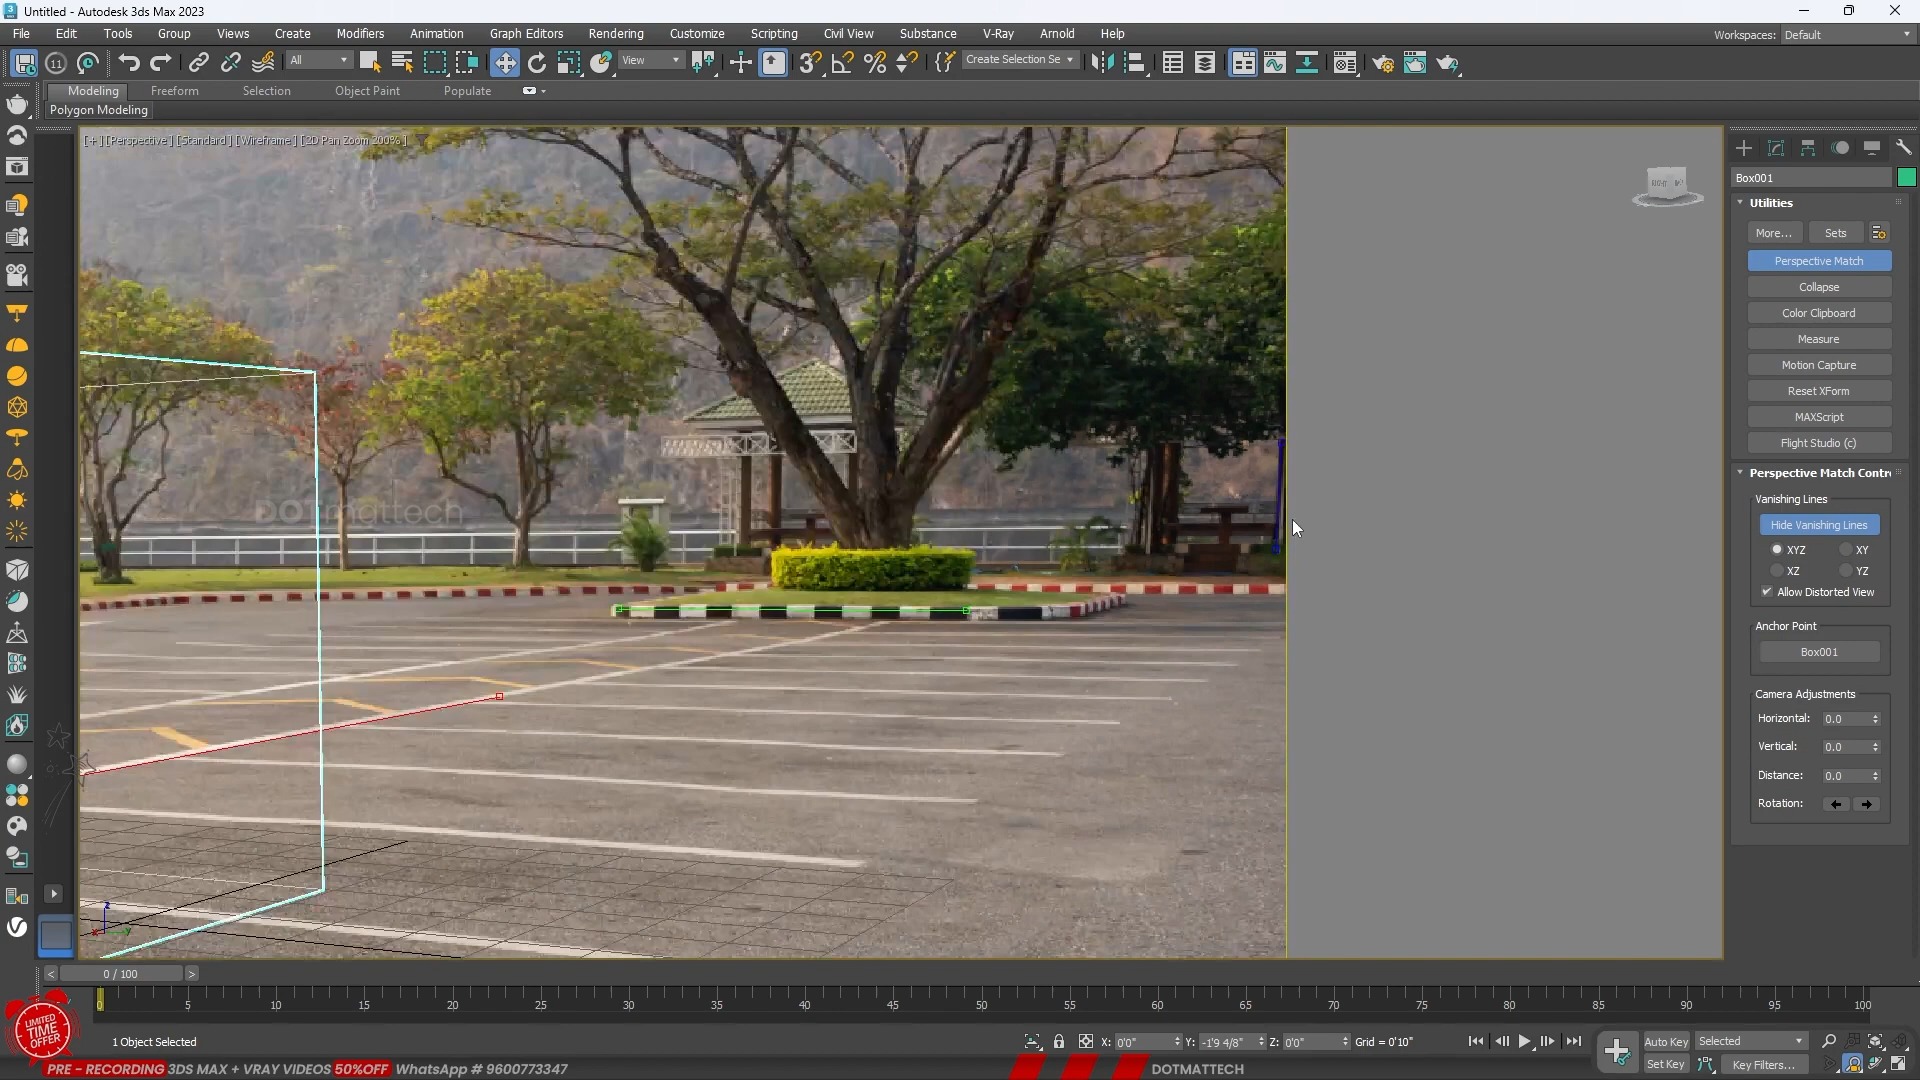 Untitled - Autodesk 3ds Max 2023
File Edit Tools Group Views Create Modifiers Animation Graph Editors Rendering Customize Scripting Civil View Substance V-Ray Arnold Help
Workspaces: Default
11 All View Create Selection Se
Modeling Freeform Selection Object Paint Populate
Polygon Modeling
[ + ] [Perspective ] [Standard ] [Wireframe ] [2D Pan Zoom 200% ]
Box001
Utilities
More... Sets
Perspective Match
Collapse
Color Clipboard
Measure
Motion Capture
Reset XForm
MAXScript
Flight Studio (c)
Perspective Match Contr
Vanishing Lines
Hide Vanishing Lines
XYZ XY
XZ YZ
Allow Distorted View
Anchor Point
Box001
Camera Adjustments
Horizontal: 0.0
Vertical: 0.0
Distance: 0.0
Rotation:
DOTmattech
z
x y
< 0 / 100 >
0 5 10 15 20 25 30 35 40 45 50 55 60 65 70 75 80 85 90 95 100
LIMITED
TIME
OFFER
1 Object Selected
X: 0'0" Y: -1'9 4/8" Z: 0'0" Grid = 0'10"
Auto Key Selected
Set Key Key Filters...
PRE - RECORDING 3DS MAX + VRAY VIDEOS 50%OFF WhatsApp # 9600773347
DOTMATTECH